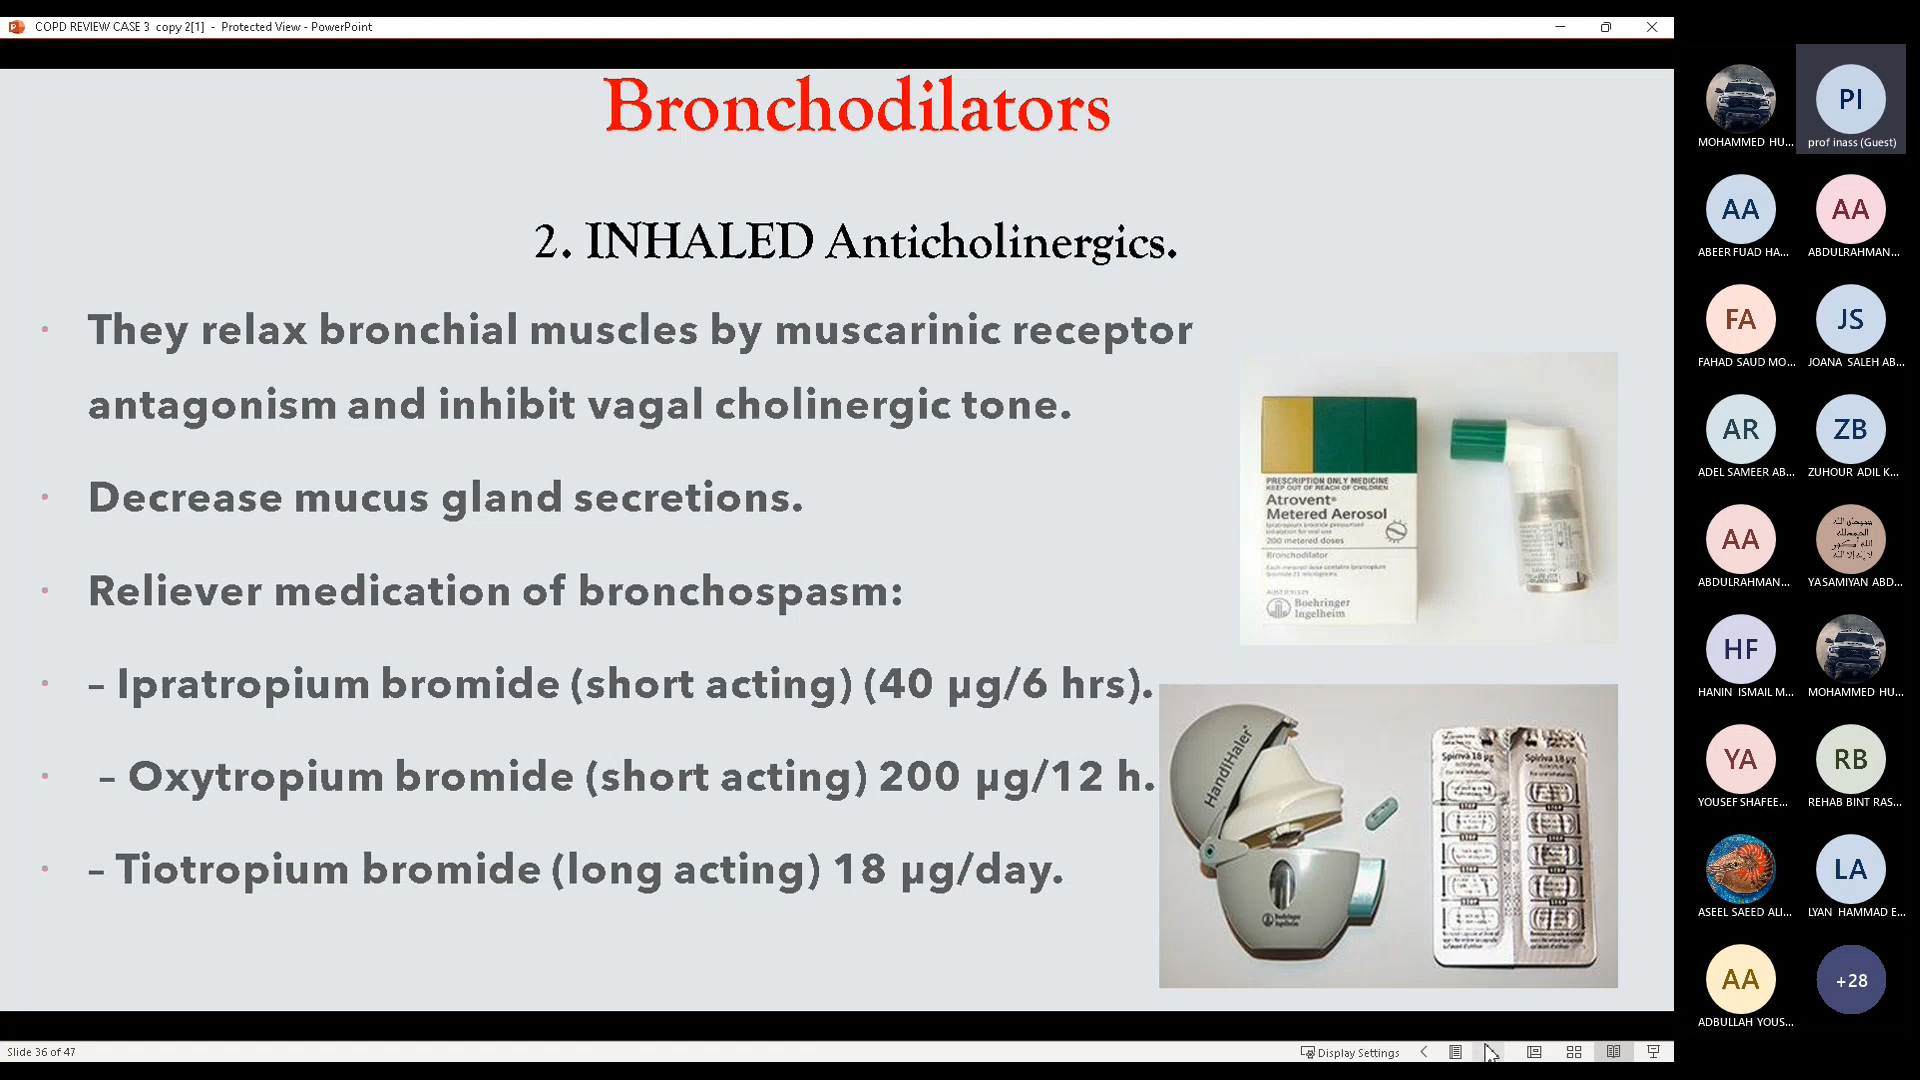 COPD REVIEW CASE 3 copy 2[1] - Protected View - PowerPoint
Bronchodilators
2. INHALED Anticholinergics.
• They relax bronchial muscles by muscarinic receptor
antagonism and inhibit vagal cholinergic tone.
• Decrease mucus gland secretions.
• Reliever medication of bronchospasm:
• – Ipratropium bromide (short acting) (40 µg/6 hrs).
• – Oxytropium bromide (short acting) 200 µg/12 h.
• – Tiotropium bromide (long acting) 18 µg/day.
PRESCRIPTION ONLY MEDICINE
KEEP OUT OF REACH OF CHILDREN
Atrovent®
Metered Aerosol
200 metered doses
Bronchodilator
Boehringer
Ingelheim
HandiHaler®
Boehringer
Ingelheim
Spiriva 18 µg
Spiriva 18 µg
Slide 36 of 47
Display Settings
MOHAMMED HU...
PI
prof inass (Guest)
AA
ABEER FUAD HA...
AA
ABDULRAHMAN...
FA
FAHAD SAUD MO...
JS
JOANA SALEH AB...
AR
ADEL SAMEER AB...
ZB
ZUHOUR ADIL K...
AA
ABDULRAHMAN...
YASAMIYAN ABD...
HF
HANIN ISMAIL M...
MOHAMMED HU...
YA
YOUSEF SHAFEE...
RB
REHAB BINT RAS...
ASEEL SAEED ALI...
LA
LYAN HAMMAD E...
AA
ADBULLAH YOUS...
+28